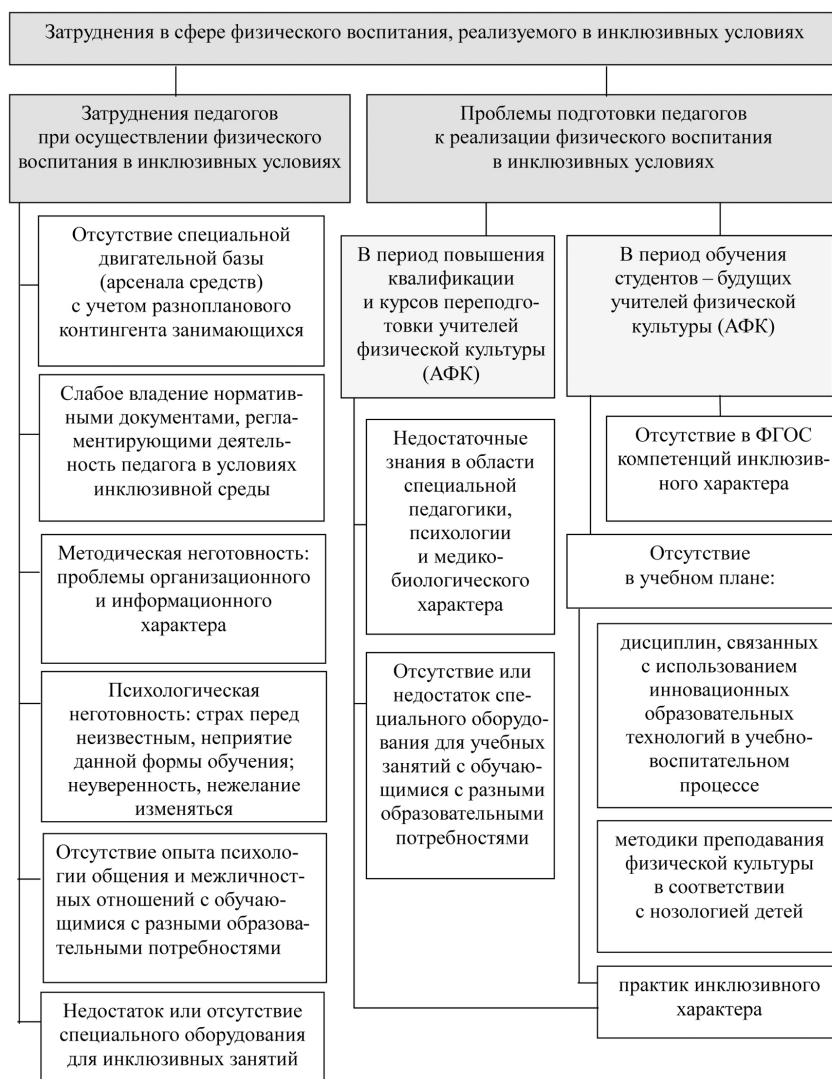 Затруднения в сфере физического воспитания, реализуемого в инклюзивных условиях
Затруднения педагогов
при осуществлении физического
воспитания в инклюзивных условиях
Отсутствие специальной
двигательной базы
(арсенала средств)
с учетом разнопланового
контингента занимающихся
Слабое владение норматив-
ными документами, регла-
ментирующими деятель-
ность педагога в условиях
инклюзивной среды
Методическая неготовность:
проблемы организационного
и информационного
характера
Психологическая
неготовность: страх перед
неизвестным, неприятие
данной формы обучения;
неуверенность, нежелание
изменяться
Отсутствие опыта психоло-
гии общения и межличност-
ных отношений с обучаю-
щимися с разными образова-
тельными потребностями
Недостаток или отсутствие
специального оборудования
для инклюзивных занятий
Проблемы подготовки педагогов
к реализации физического воспитания
в инклюзивных условиях
В период повышения
квалификации
и курсов переподго-
товки учителей
физической культуры
(АФК)
Недостаточные
знания в области
специальной
педагогики,
психологии
и медико-
биологического
характера
Отсутствие или
недостаток спе-
циального оборудо-
вания для учебных
занятий с обучаю-
щимися с разными
образовательными
потребностями
В период обучения
студентов – будущих
учителей физической
культуры (АФК)
Отсутствие в ФГОС
компетенций инклюзив-
ного характера
Отсутствие
в учебном плане:
дисциплин, связанных
с использованием
инновационных
образовательных
технологий в учебно-
воспитательном
процессе
методики преподавания
физической культуры
в соответствии
с нозологией детей
практик инклюзивного
характера